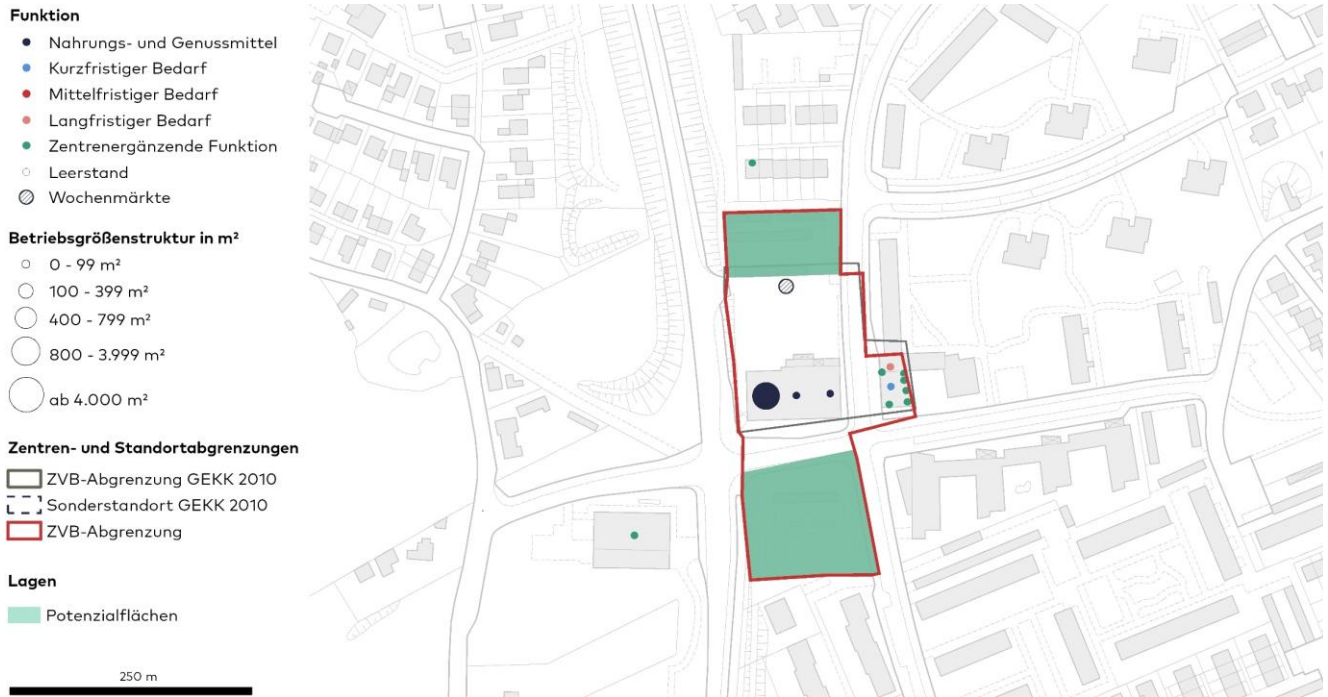 Funktion
Nahrungs- und Genussmittel
Kurzfristiger Bedarf
Mittelfristiger Bedarf
Langfristiger Bedarf
Zentrenergänzende Funktion
Leerstand
Wochenmärkte
Betriebsgrößenstruktur in m²
0 - 99 m²
100 - 399 m²
400 - 799 m²
800 - 3.999 m²
ab 4.000 m²
Zentren- und Standortabgrenzungen
ZVB-Abgrenzung GEKK 2010
Sonderstandort GEKK 2010
ZVB-Abgrenzung
Lagen
Potenzialflächen
250 m